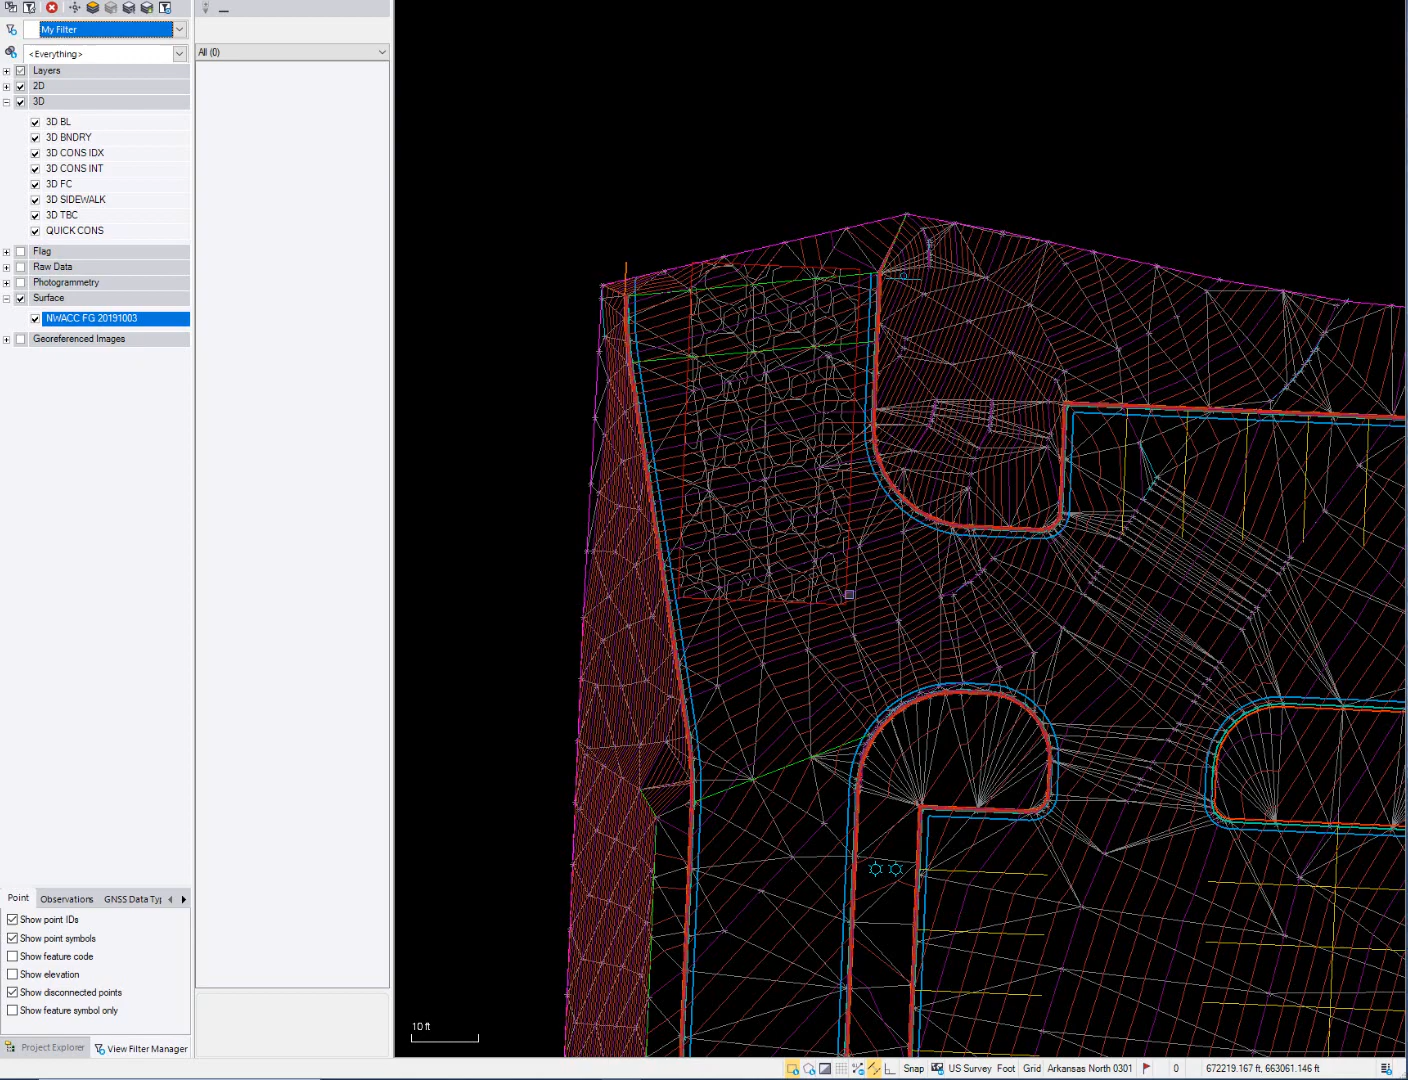 My Filter
<Everything>
All (0)
Layers
2D
3D
3D BL
3D BNDRY
3D CONS IDX
3D CONS INT
3D FC
3D SIDEWALK
3D TBC
QUICK CONS
Flag
Raw Data
Photogrammetry
Surface
NWACC FG 20191003
Georeferenced Images
Point
Observations
GNSS Data Ty
Show point IDs
Show point symbols
Show feature code
Show elevation
Show disconnected points
Show feature symbol only
Project Explorer
View Filter Manager
10 ft
Snap
US Survey Foot
Grid
Arkansas North 0301
0
672219.167 ft, 663061.146 ft